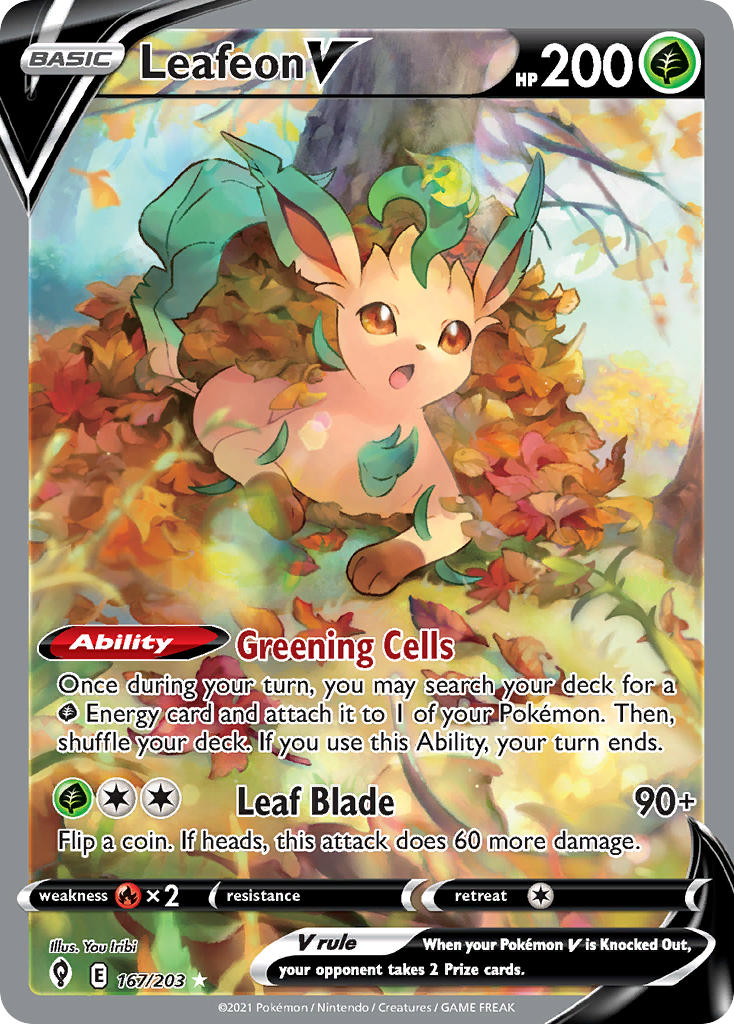 BASIC Leafeon V HP 200
Ability Greening Cells
Once during your turn, you may search your deck for a
Energy card and attach it to 1 of your Pokémon. Then,
shuffle your deck. If you use this Ability, your turn ends.
Leaf Blade 90+
Flip a coin. If heads, this attack does 60 more damage.
weakness ×2 resistance retreat
Illus. You Iribi
V rule When your Pokémon V is Knocked Out,
your opponent takes 2 Prize cards.
E 167/203
©2021 Pokémon / Nintendo / Creatures / GAME FREAK